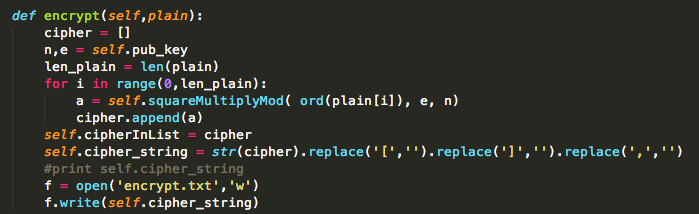 def encrypt(self,plain):
    cipher = []
    n,e = self.pub_key
    len_plain = len(plain)
    for i in range(0,len_plain):
        a = self.squareMultiplyMod( ord(plain[i]), e, n)
        cipher.append(a)
    self.cipherInList = cipher
    self.cipher_string = str(cipher).replace('[','').replace(']','').replace(',','')
    #print self.cipher_string
    f = open('encrypt.txt','w')
    f.write(self.cipher_string)